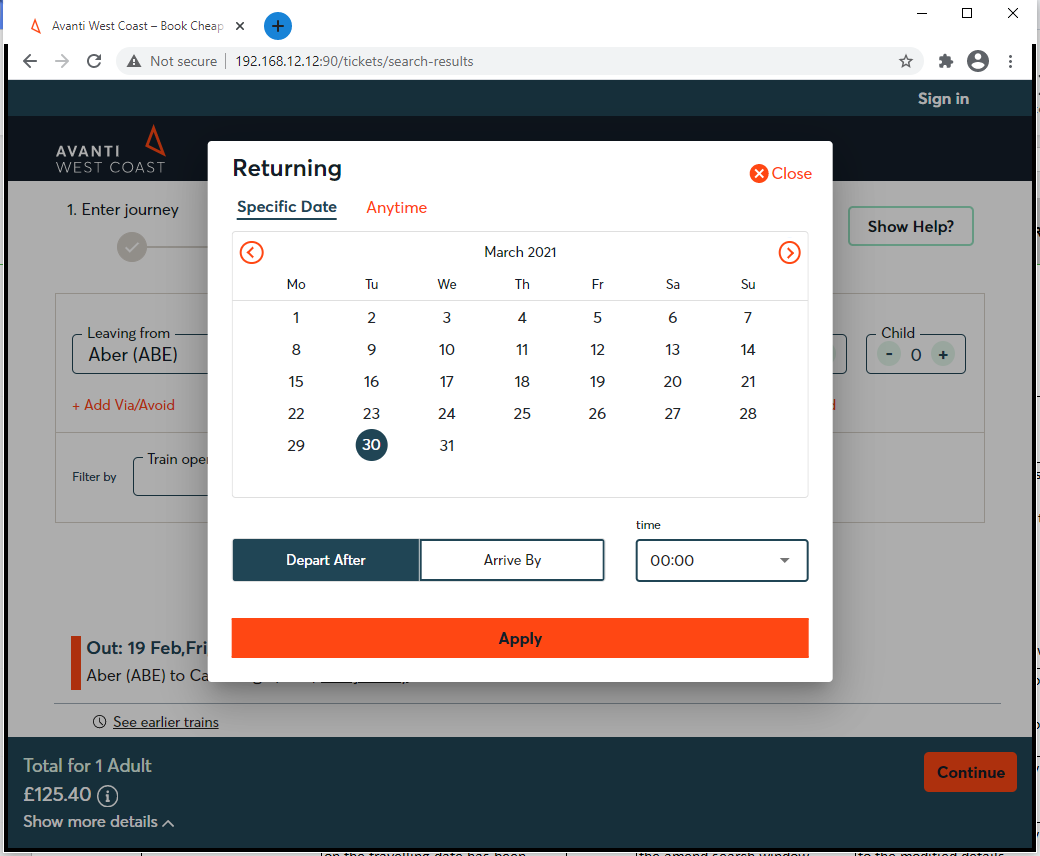 Avanti West Coast – Book Cheap
Not secure | 192.168.12.12:90/tickets/search-results
Sign in
AVANTI
WEST COAST
Returning
Close
Specific Date Anytime
1. Enter journey
Show Help?
March 2021
Mo Tu We Th Fr Sa Su
1 2 3 4 5 6 7
8 9 10 11 12 13 14
15 16 17 18 19 20 21
22 23 24 25 26 27 28
29 30 31
Leaving from
Aber (ABE)
Child
- 0 +
+ Add Via/Avoid
Filter by
Train oper
time
Depart After Arrive By 00:00
Apply
Out: 19 Feb,Fri
Aber (ABE) to Ca
See earlier trains
Total for 1 Adult
£125.40
Show more details
Continue